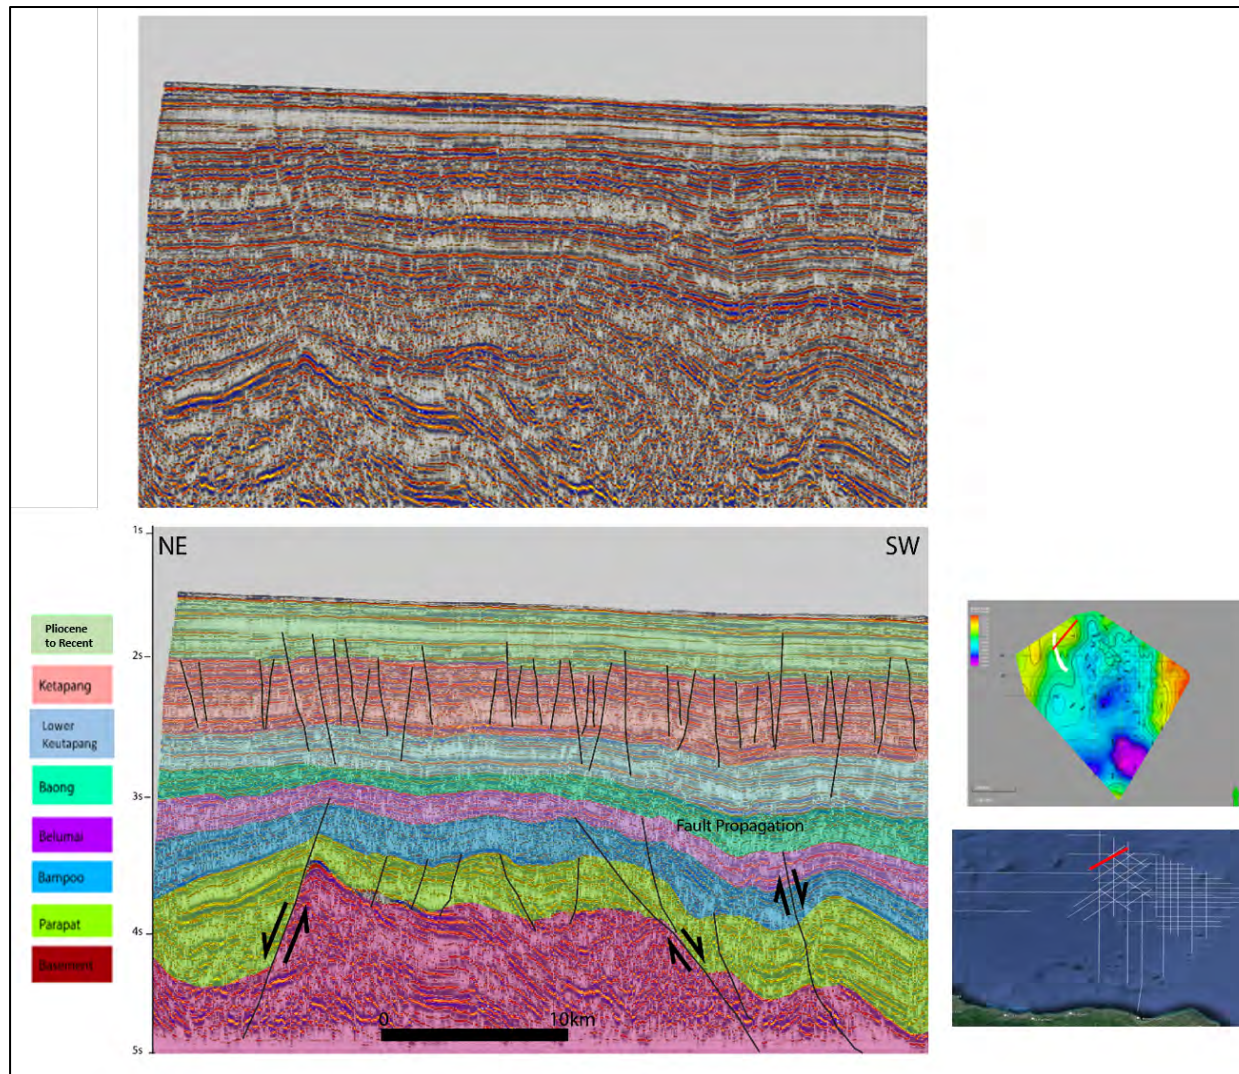 1s
NE
SW
Pliocene
to Recent
2s
Ketapang
Lower
Keutapang
Baong
3s
Belumai
Fault Propagation
Bampoo
Parapat
4s
Basement
0
10km
5s